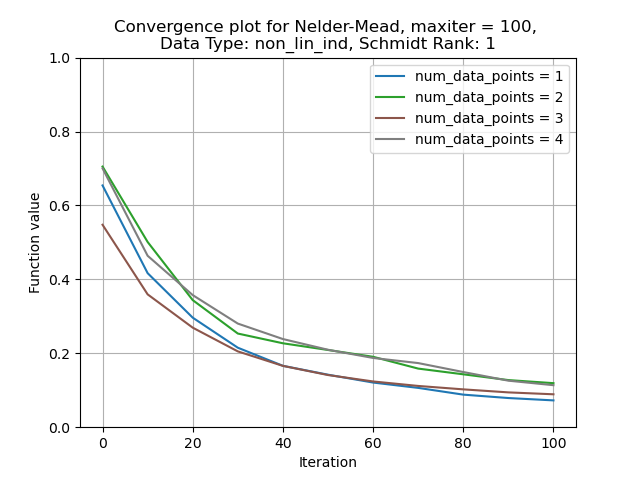 Convergence plot for Nelder-Mead, maxiter = 100,
Data Type: non_lin_ind, Schmidt Rank: 1
num_data_points = 1
num_data_points = 2
num_data_points = 3
num_data_points = 4
Function value
1.0
0.8
0.6
0.4
0.2
0.0
0 20 40 60 80 100
Iteration